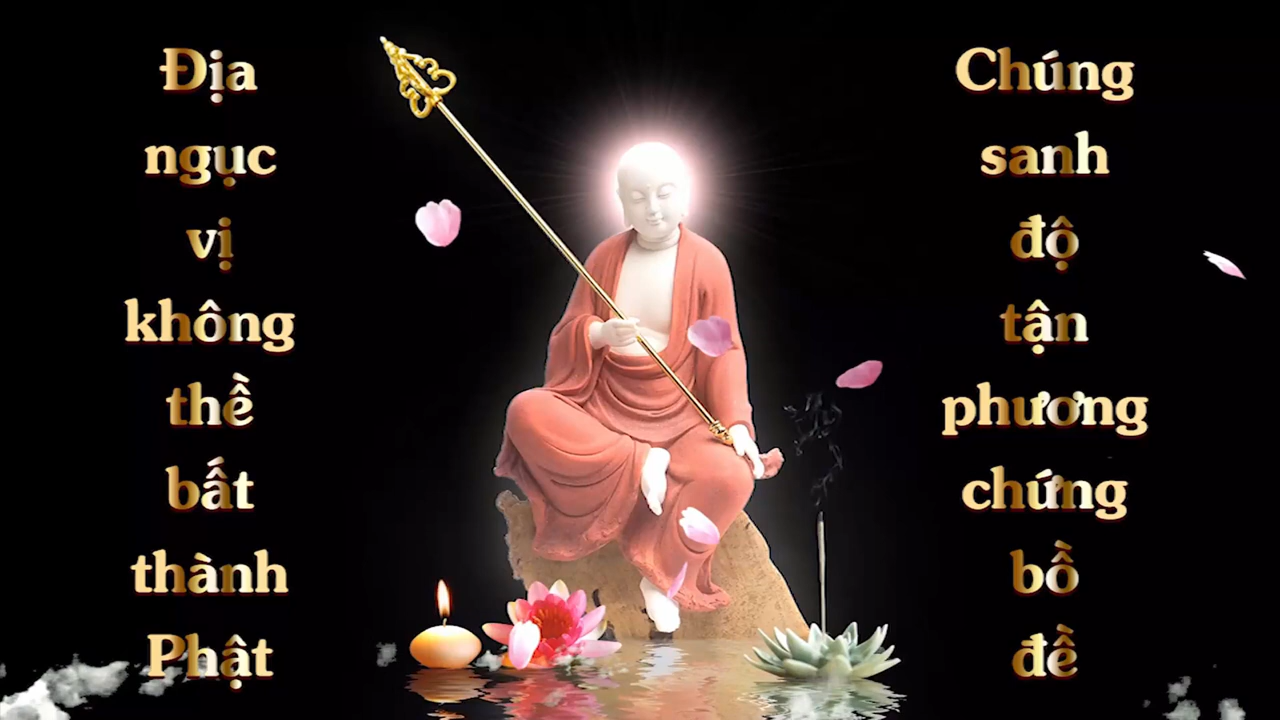 Địa
ngục
vị
không
thề
bất
thành
Phật
Chúng
sanh
độ
tận
phương
chứng
bồ
đề